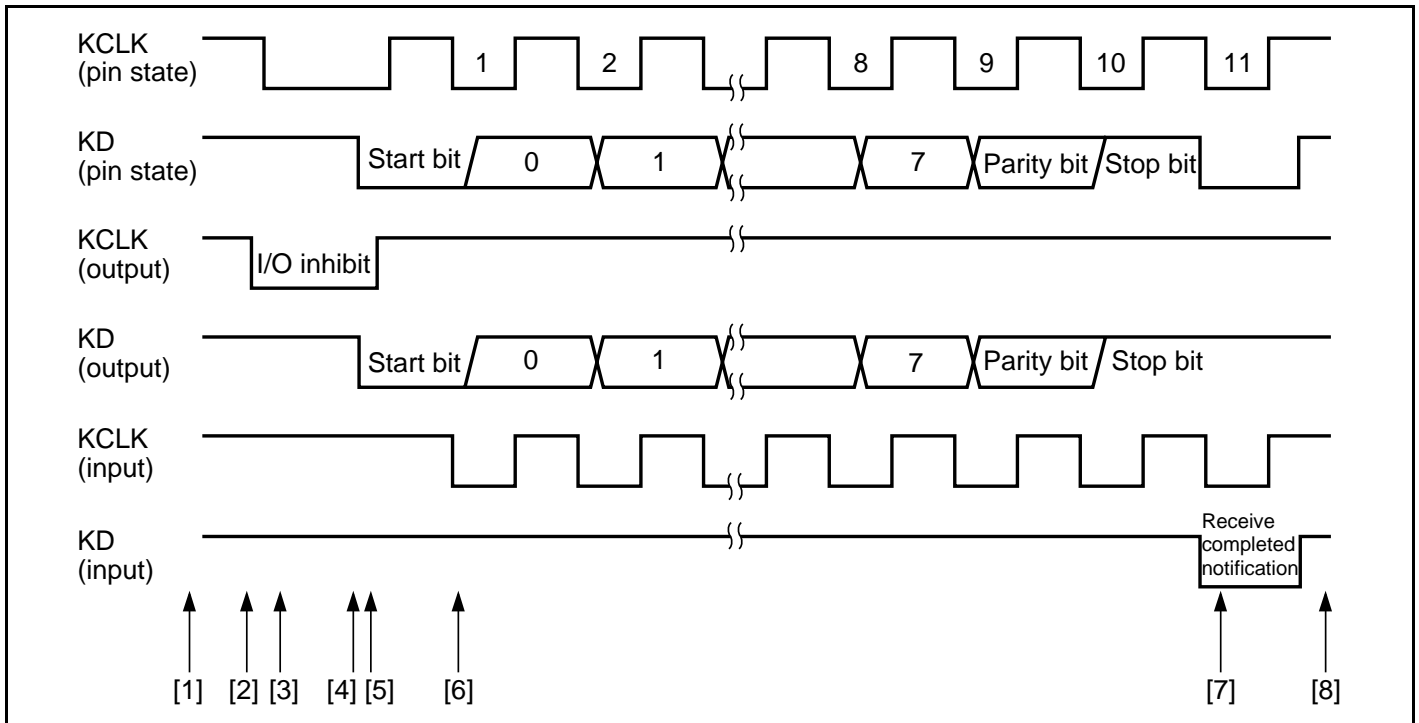 KCLK
(pin state)
1 2 8 9 10 11
KD
(pin state)
Start bit 0 1 7 Parity bit Stop bit
KCLK
(output)
I/O inhibit
KD
(output)
Start bit 0 1 7 Parity bit Stop bit
KCLK
(input)
KD
(input)
Receive
completed
notification
[1] [2] [3] [4] [5] [6] [7] [8]